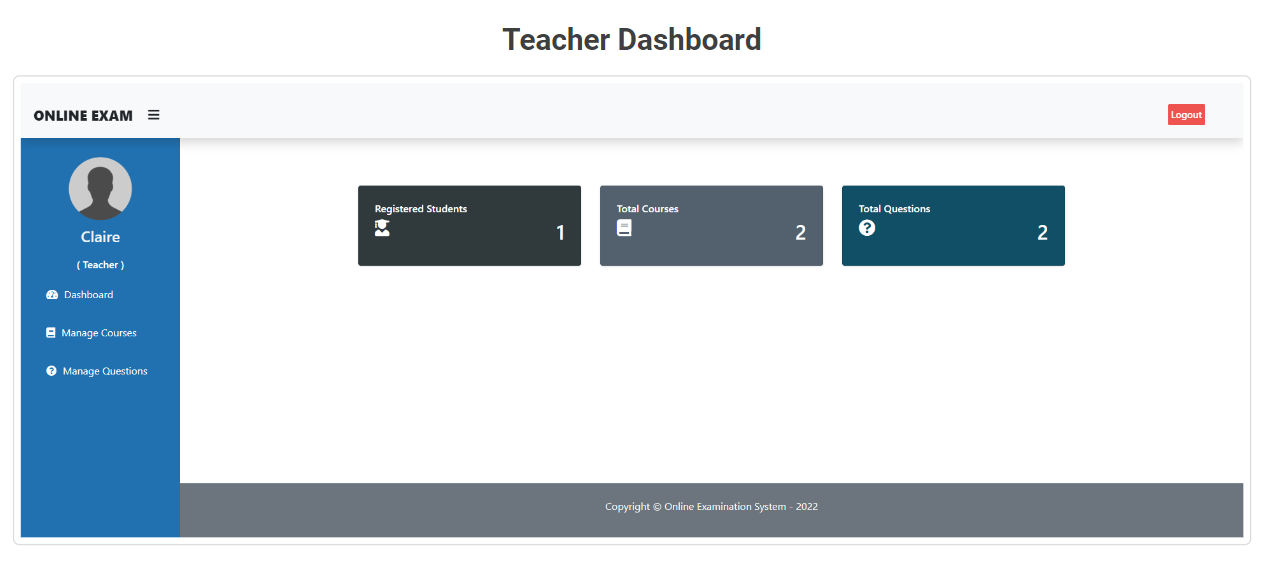 Teacher Dashboard
ONLINE EXAM
Logout
Claire
( Teacher )
Dashboard
Manage Courses
Manage Questions
Registered Students
1
Total Courses
2
Total Questions
2
Copyright © Online Examination System - 2022